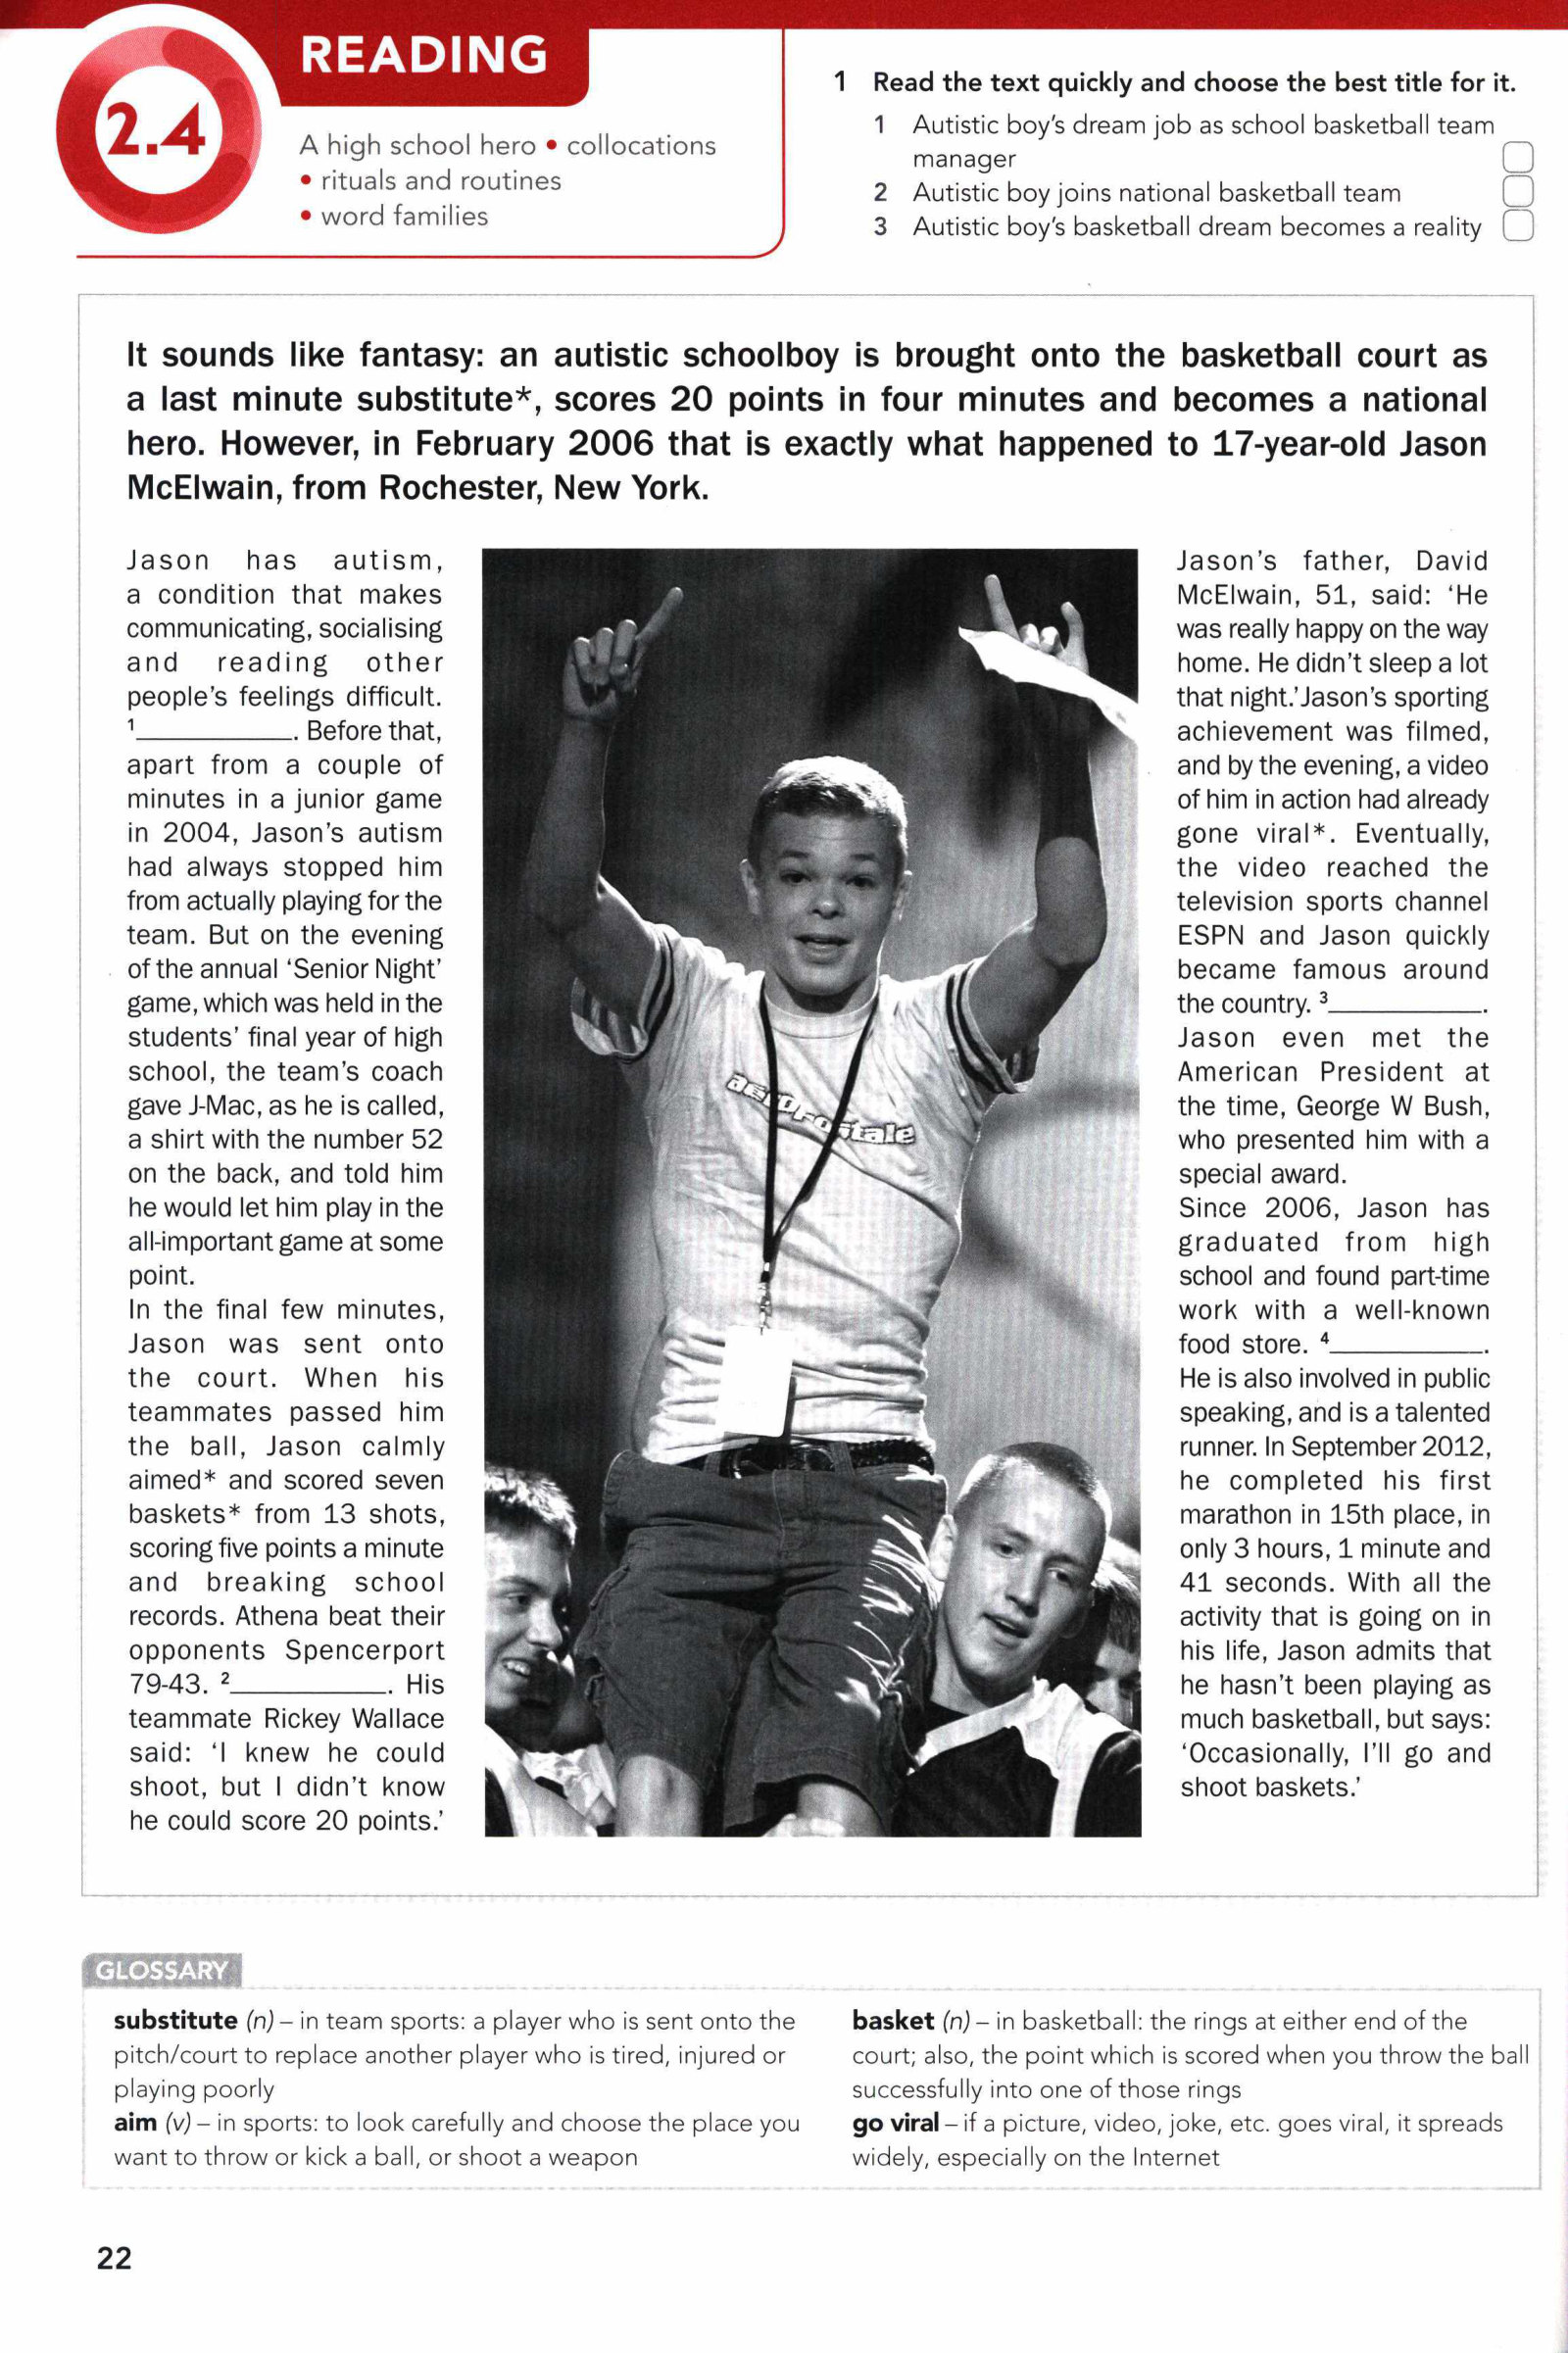 READING
2.4
A high school hero • collocations
• rituals and routines
• word families
1 Read the text quickly and choose the best title for it.
1 Autistic boy's dream job as school basketball team
manager
2 Autistic boy joins national basketball team
3 Autistic boy's basketball dream becomes a reality
It sounds like fantasy: an autistic schoolboy is brought onto the basketball court as
a last minute substitute*, scores 20 points in four minutes and becomes a national
hero. However, in February 2006 that is exactly what happened to 17-year-old Jason
McElwain, from Rochester, New York.
Jason has autism,
a condition that makes
communicating, socialising
and reading other
people's feelings difficult.
1__________. Before that,
apart from a couple of
minutes in a junior game
in 2004, Jason's autism
had always stopped him
from actually playing for the
team. But on the evening
of the annual 'Senior Night'
game, which was held in the
students' final year of high
school, the team's coach
gave J-Mac, as he is called,
a shirt with the number 52
on the back, and told him
he would let him play in the
all-important game at some
point.
In the final few minutes,
Jason was sent onto
the court. When his
teammates passed him
the ball, Jason calmly
aimed* and scored seven
baskets* from 13 shots,
scoring five points a minute
and breaking school
records. Athena beat their
opponents Spencerport
79-43. 2__________. His
teammate Rickey Wallace
said: 'I knew he could
shoot, but I didn't know
he could score 20 points.'
aéropostale
Jason's father, David
McElwain, 51, said: 'He
was really happy on the way
home. He didn't sleep a lot
that night.' Jason's sporting
achievement was filmed,
and by the evening, a video
of him in action had already
gone viral*. Eventually,
the video reached the
television sports channel
ESPN and Jason quickly
became famous around
the country. 3__________.
Jason even met the
American President at
the time, George W Bush,
who presented him with a
special award.
Since 2006, Jason has
graduated from high
school and found part-time
work with a well-known
food store. 4__________.
He is also involved in public
speaking, and is a talented
runner. In September 2012,
he completed his first
marathon in 15th place, in
only 3 hours, 1 minute and
41 seconds. With all the
activity that is going on in
his life, Jason admits that
he hasn't been playing as
much basketball, but says:
'Occasionally, I'll go and
shoot baskets.'
GLOSSARY
substitute (n) – in team sports: a player who is sent onto the
pitch/court to replace another player who is tired, injured or
playing poorly
aim (v) – in sports: to look carefully and choose the place you
want to throw or kick a ball, or shoot a weapon
basket (n) – in basketball: the rings at either end of the
court; also, the point which is scored when you throw the ball
successfully into one of those rings
go viral – if a picture, video, joke, etc. goes viral, it spreads
widely, especially on the Internet
22